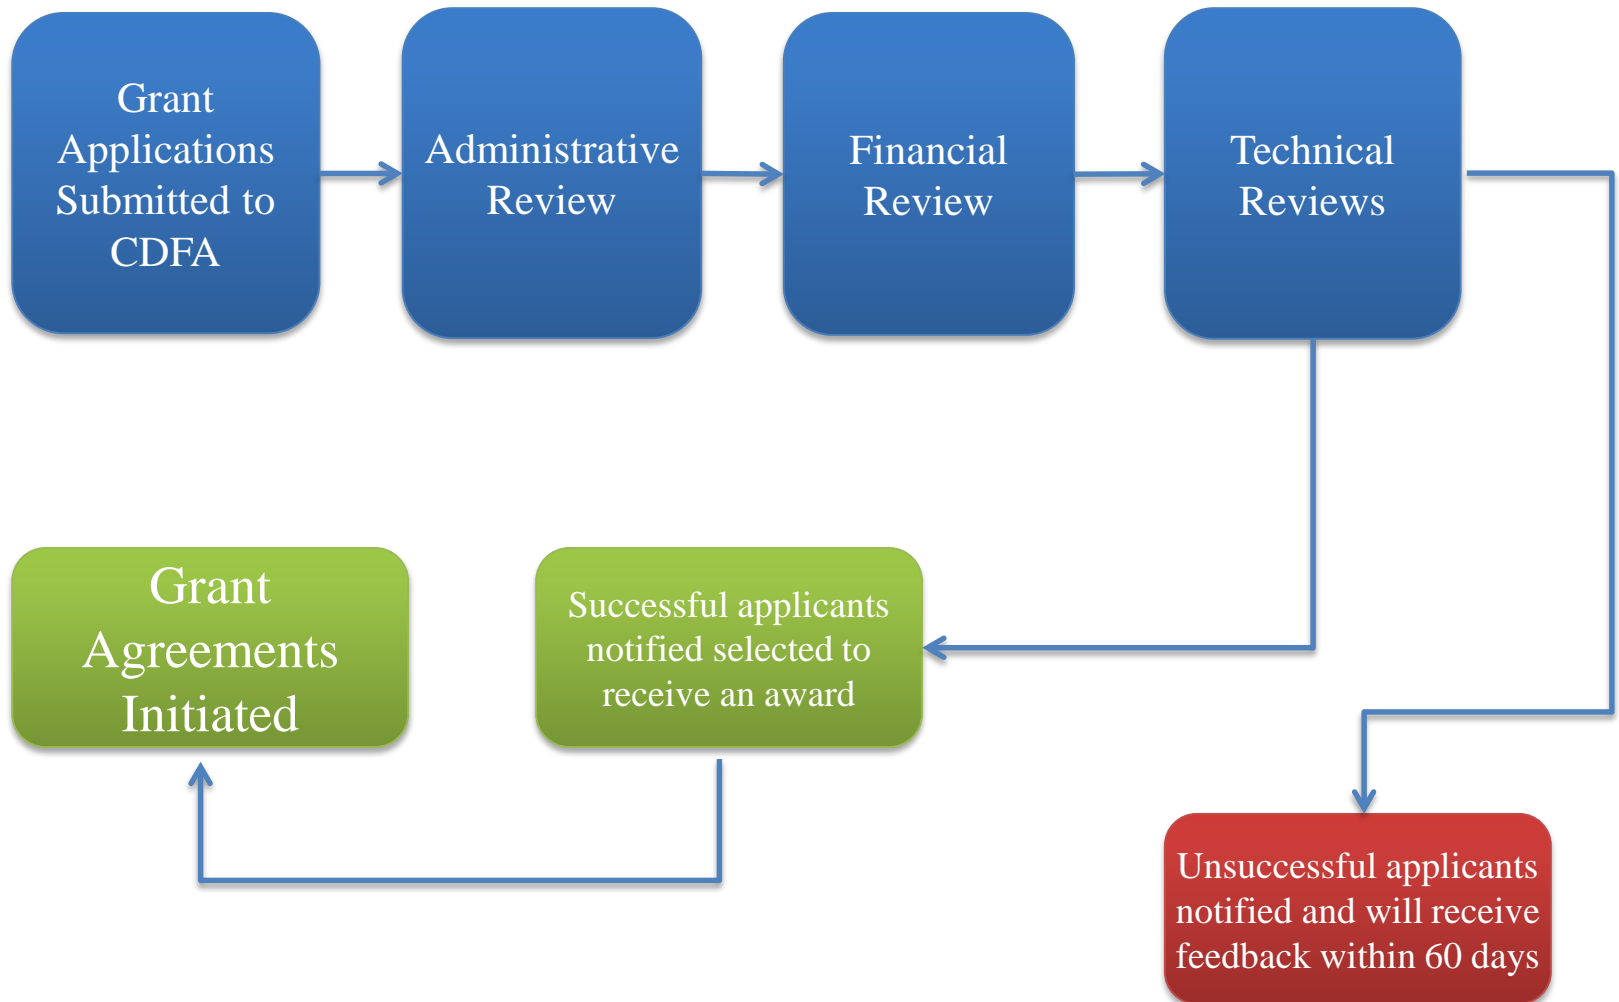 Grant
Applications
Submitted to
CDFA
Administrative
Review
Financial
Review
Technical
Reviews
Grant
Agreements
Initiated
Successful applicants
notified selected to
receive an award
Unsuccessful applicants
notified and will receive
feedback within 60 days